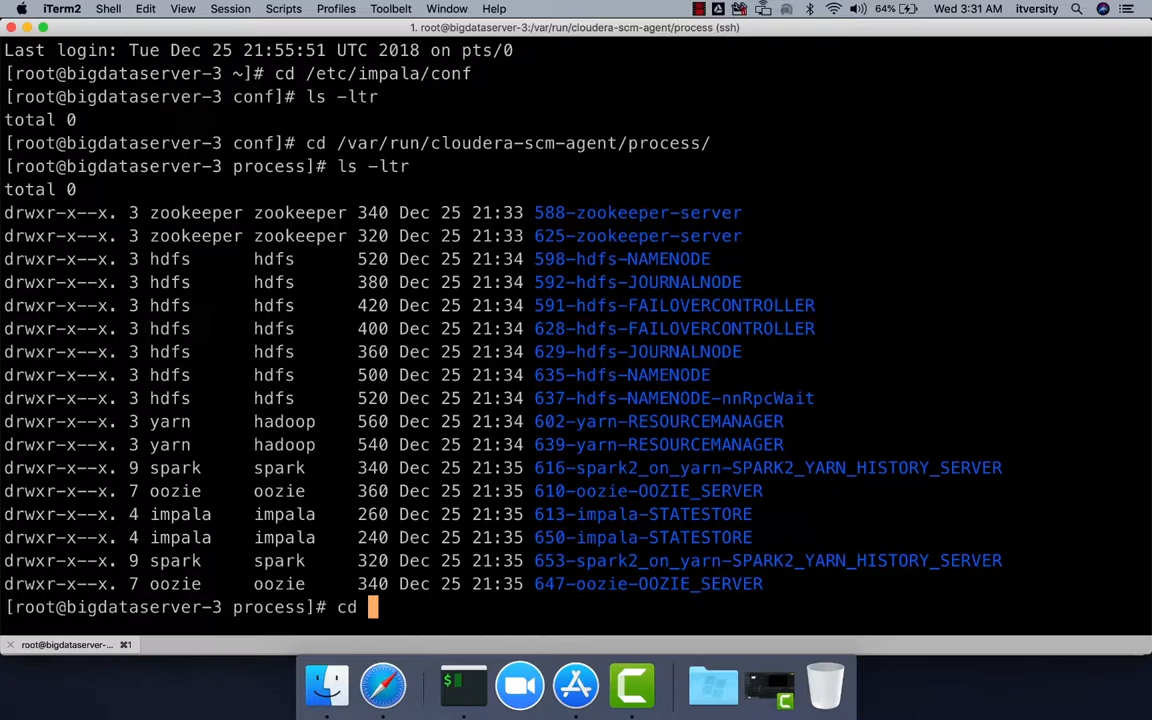 iTerm2 Shell Edit View Session Scripts Profiles Toolbelt Window Help 64% Wed 3:31 AM itversity
1. root@bigdataserver-3:/var/run/cloudera-scm-agent/process (ssh)
Last login: Tue Dec 25 21:55:51 UTC 2018 on pts/0
[root@bigdataserver-3 ~]# cd /etc/impala/conf
[root@bigdataserver-3 conf]# ls -ltr
total 0
[root@bigdataserver-3 conf]# cd /var/run/cloudera-scm-agent/process/
[root@bigdataserver-3 process]# ls -ltr
total 0
drwxr-x--x. 3 zookeeper zookeeper 340 Dec 25 21:33 588-zookeeper-server
drwxr-x--x. 3 zookeeper zookeeper 320 Dec 25 21:33 625-zookeeper-server
drwxr-x--x. 3 hdfs      hdfs      520 Dec 25 21:34 598-hdfs-NAMENODE
drwxr-x--x. 3 hdfs      hdfs      380 Dec 25 21:34 592-hdfs-JOURNALNODE
drwxr-x--x. 3 hdfs      hdfs      420 Dec 25 21:34 591-hdfs-FAILOVERCONTROLLER
drwxr-x--x. 3 hdfs      hdfs      400 Dec 25 21:34 628-hdfs-FAILOVERCONTROLLER
drwxr-x--x. 3 hdfs      hdfs      360 Dec 25 21:34 629-hdfs-JOURNALNODE
drwxr-x--x. 3 hdfs      hdfs      500 Dec 25 21:34 635-hdfs-NAMENODE
drwxr-x--x. 3 hdfs      hdfs      520 Dec 25 21:34 637-hdfs-NAMENODE-nnRpcWait
drwxr-x--x. 3 yarn      hadoop    560 Dec 25 21:34 602-yarn-RESOURCEMANAGER
drwxr-x--x. 3 yarn      hadoop    540 Dec 25 21:34 639-yarn-RESOURCEMANAGER
drwxr-x--x. 9 spark     spark     340 Dec 25 21:35 616-spark2_on_yarn-SPARK2_YARN_HISTORY_SERVER
drwxr-x--x. 7 oozie     oozie     360 Dec 25 21:35 610-oozie-OOZIE_SERVER
drwxr-x--x. 4 impala    impala    260 Dec 25 21:35 613-impala-STATESTORE
drwxr-x--x. 4 impala    impala    240 Dec 25 21:35 650-impala-STATESTORE
drwxr-x--x. 9 spark     spark     320 Dec 25 21:35 653-spark2_on_yarn-SPARK2_YARN_HISTORY_SERVER
drwxr-x--x. 7 oozie     oozie     340 Dec 25 21:35 647-oozie-OOZIE_SERVER
[root@bigdataserver-3 process]# cd
root@bigdataserver-... ⌘1